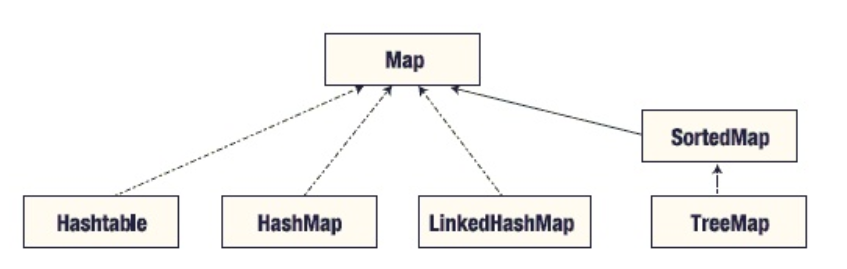 Map
SortedMap
Hashtable
HashMap
LinkedHashMap
TreeMap